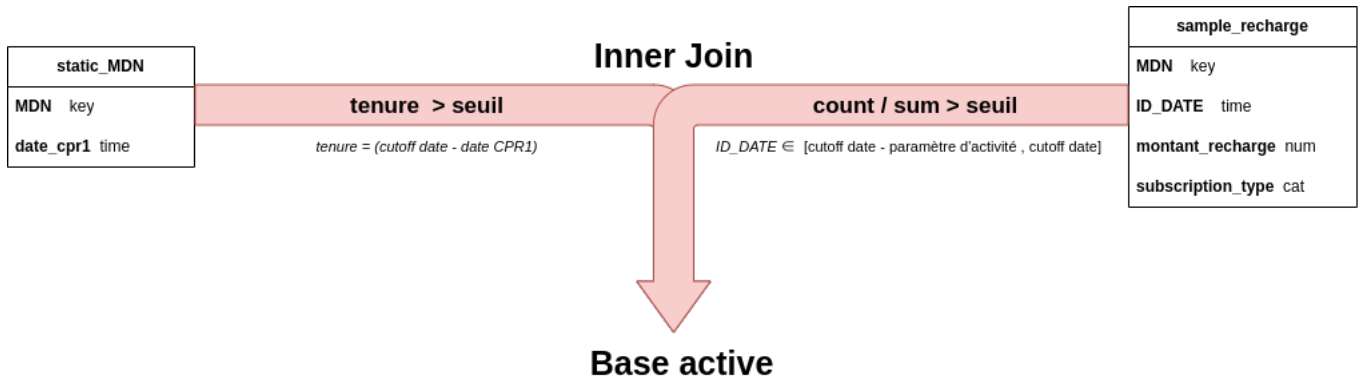 static_MDN
MDN key
date_cpr1 time
Inner Join
tenure > seuil
tenure = (cutoff date - date CPR1)
count / sum > seuil
ID_DATE ∈ [cutoff date - paramètre d'activité , cutoff date]
sample_recharge
MDN key
ID_DATE time
montant_recharge num
subscription_type cat
Base active